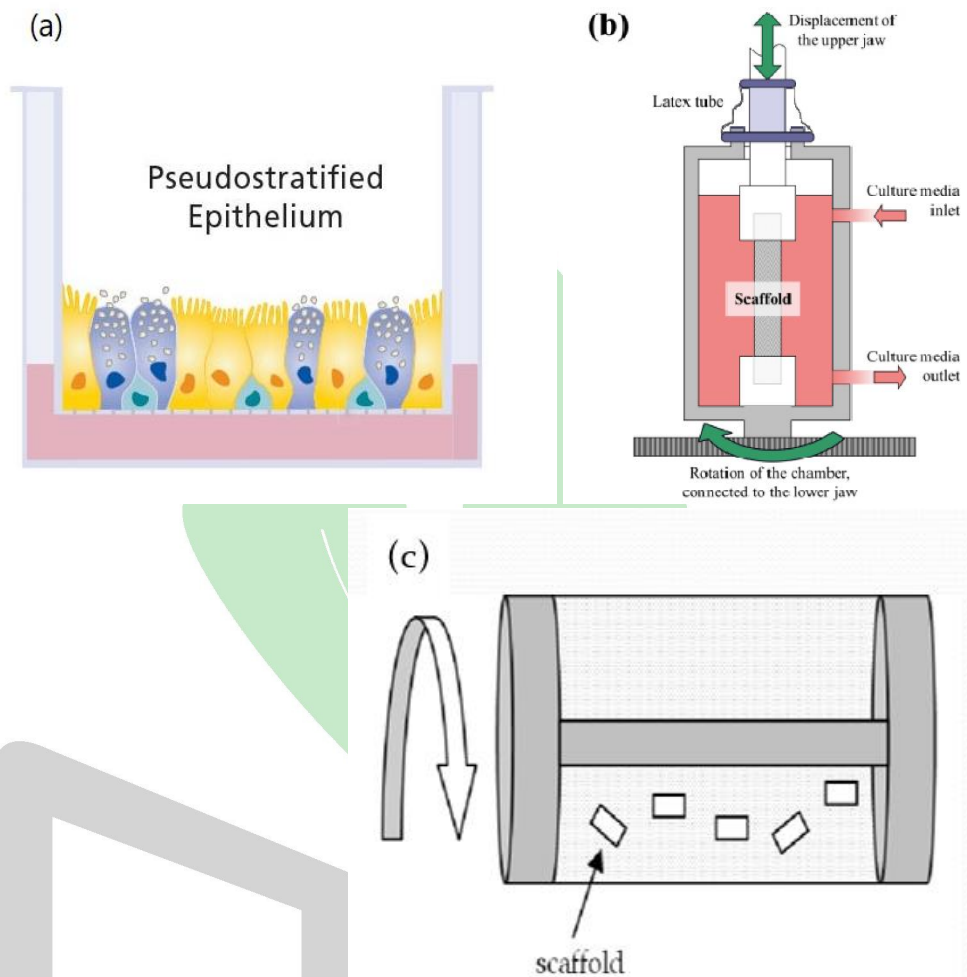 (a)
Pseudostratified
Epithelium
(b)
Displacement of
the upper jaw
Latex tube
Culture media
inlet
Scaffold
Culture media
outlet
Rotation of the chamber,
connected to the lower jaw
(c)
scaffold